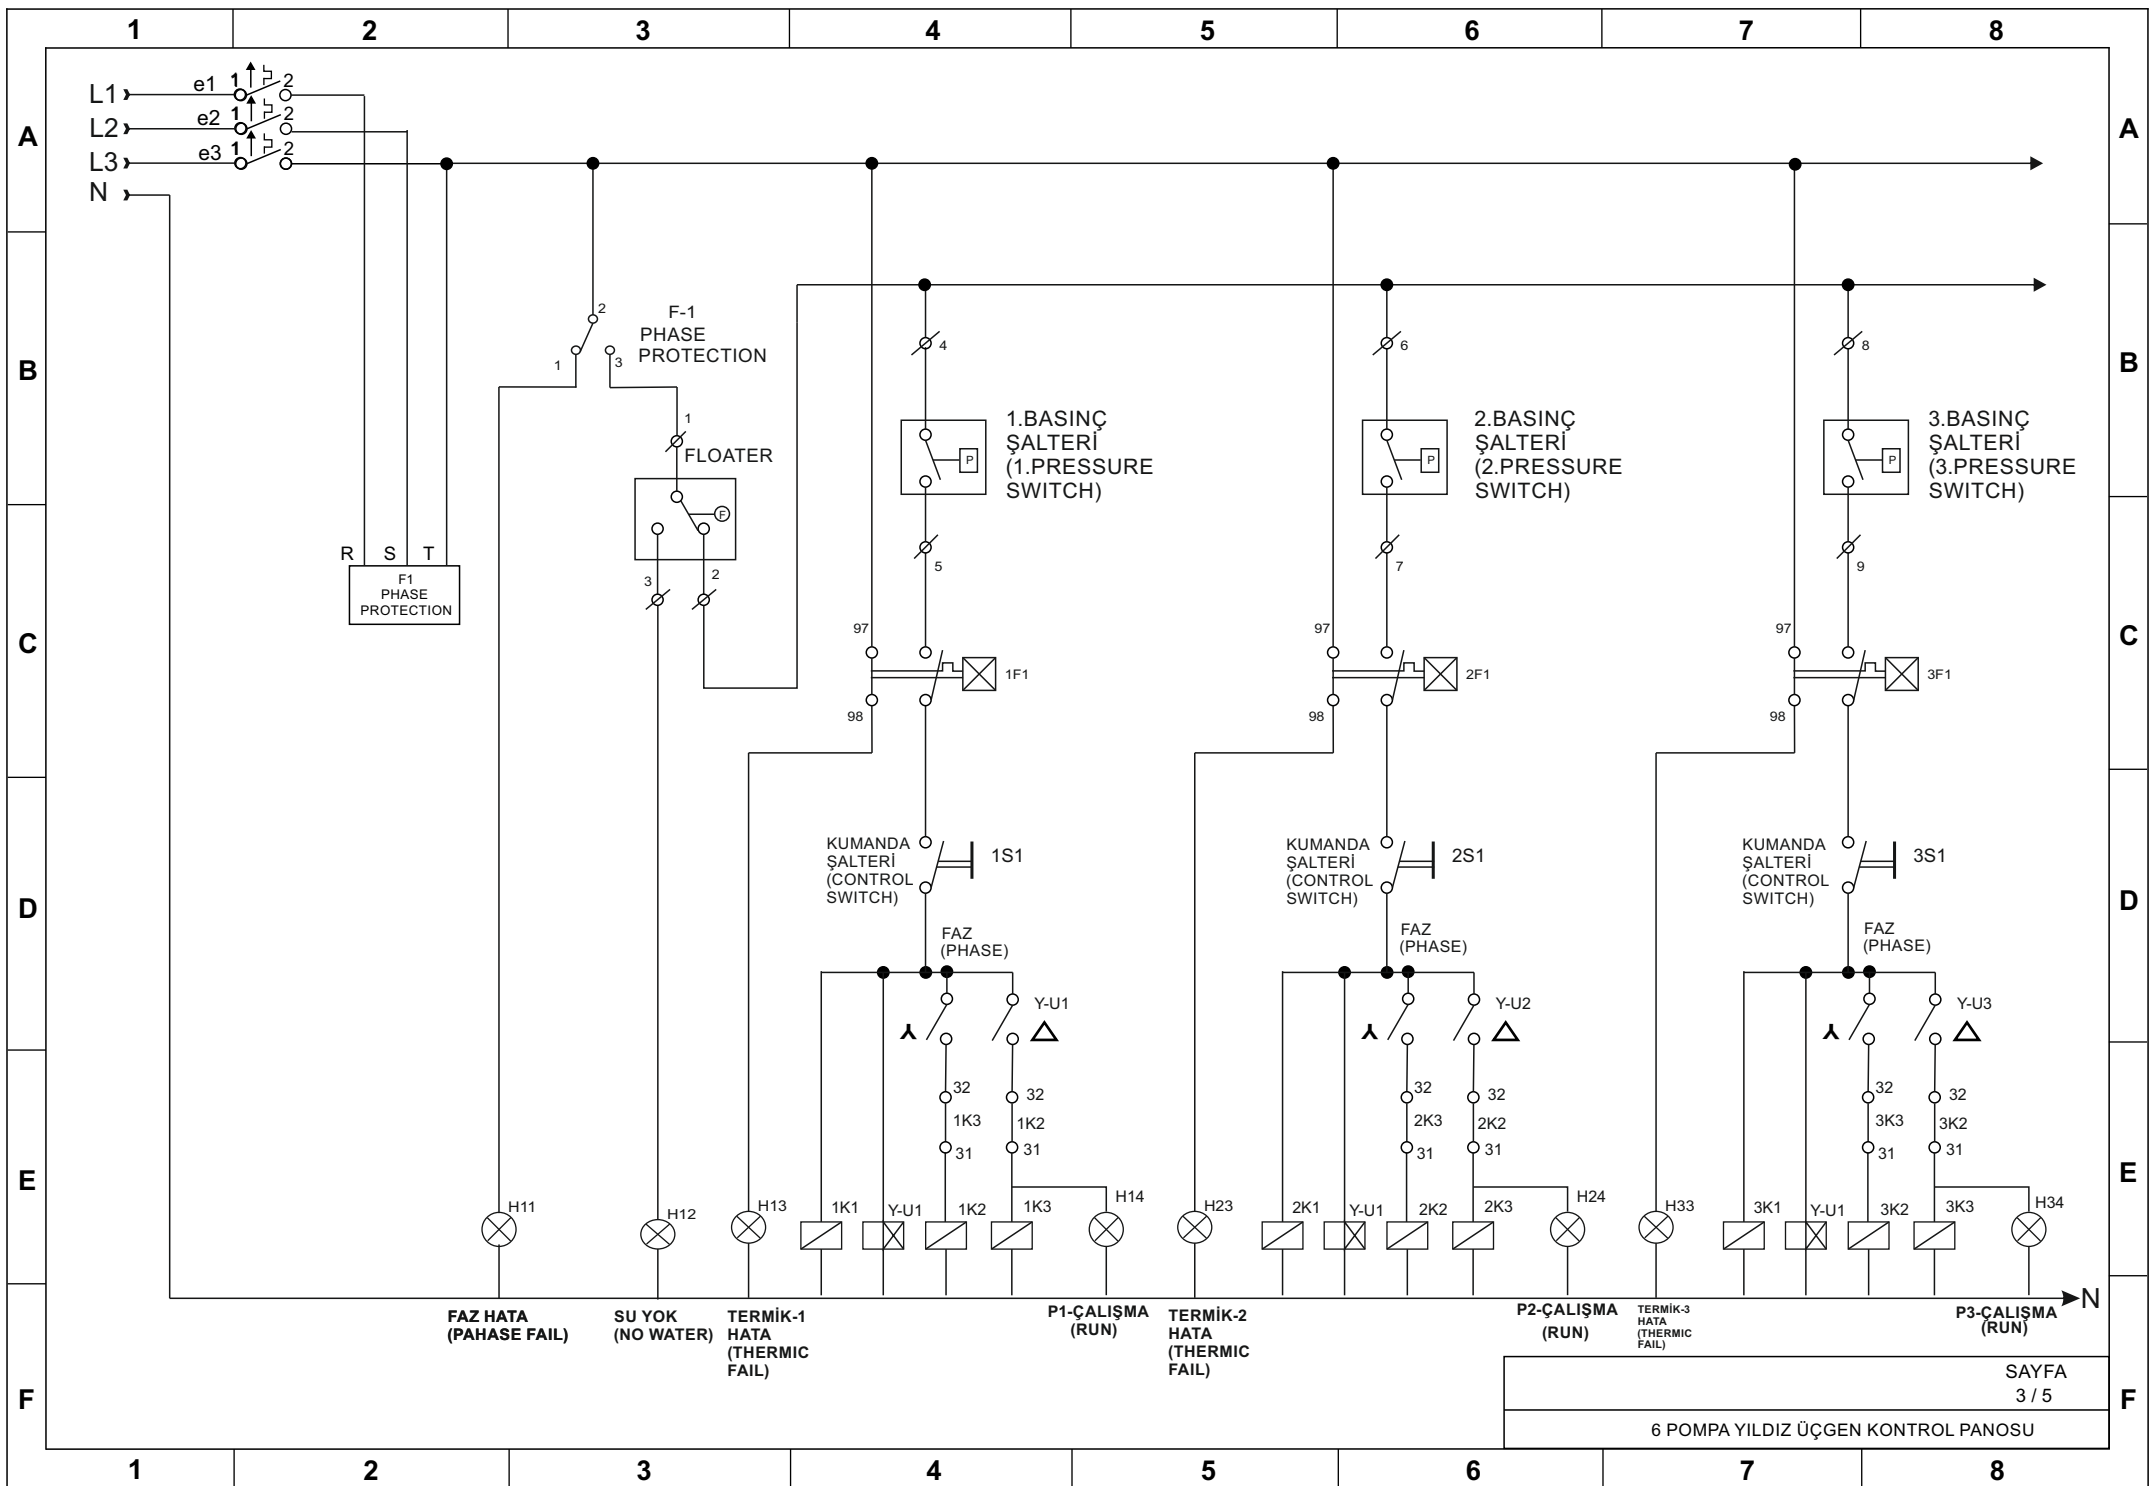 1 2 3 4 5 6 7 8
A A
B B
C C
D D
E E
F F
L1 e1 1 2
L2 e2 1 2
L3 e3 1 2
N
R S T
F1
PHASE
PROTECTION
2
1
3
F-1
PHASE
PROTECTION
1
FLOATER
F
3
2
4
P
1.BASINÇ
ŞALTERİ
(1.PRESSURE
SWITCH)
5
97
98
1F1
KUMANDA
ŞALTERİ
(CONTROL
SWITCH)
1S1
FAZ
(PHASE)
Y-U1
32
1K3
31
32
1K2
31
6
P
2.BASINÇ
ŞALTERİ
(2.PRESSURE
SWITCH)
7
97
98
2F1
KUMANDA
ŞALTERİ
(CONTROL
SWITCH)
2S1
FAZ
(PHASE)
Y-U2
32
2K3
31
32
2K2
31
8
P
3.BASINÇ
ŞALTERİ
(3.PRESSURE
SWITCH)
9
97
98
3F1
KUMANDA
ŞALTERİ
(CONTROL
SWITCH)
3S1
FAZ
(PHASE)
Y-U3
32
3K3
31
32
3K2
31
H11 H12 H13 1K1 Y-U1 1K2 1K3 H14 H23 2K1 Y-U1 2K2 2K3 H24 H33 3K1 Y-U1 3K2 3K3 H34
N
FAZ HATA
(PAHASE FAIL)
SU YOK
(NO WATER)
TERMİK-1
HATA
(THERMIC
FAIL)
P1-ÇALIŞMA
(RUN)
TERMİK-2
HATA
(THERMIC
FAIL)
P2-ÇALIŞMA
(RUN)
TERMİK-3
HATA
(THERMIC
FAIL)
P3-ÇALIŞMA
(RUN)
SAYFA
3 / 5
6 POMPA YILDIZ ÜÇGEN KONTROL PANOSU
1 2 3 4 5 6 7 8